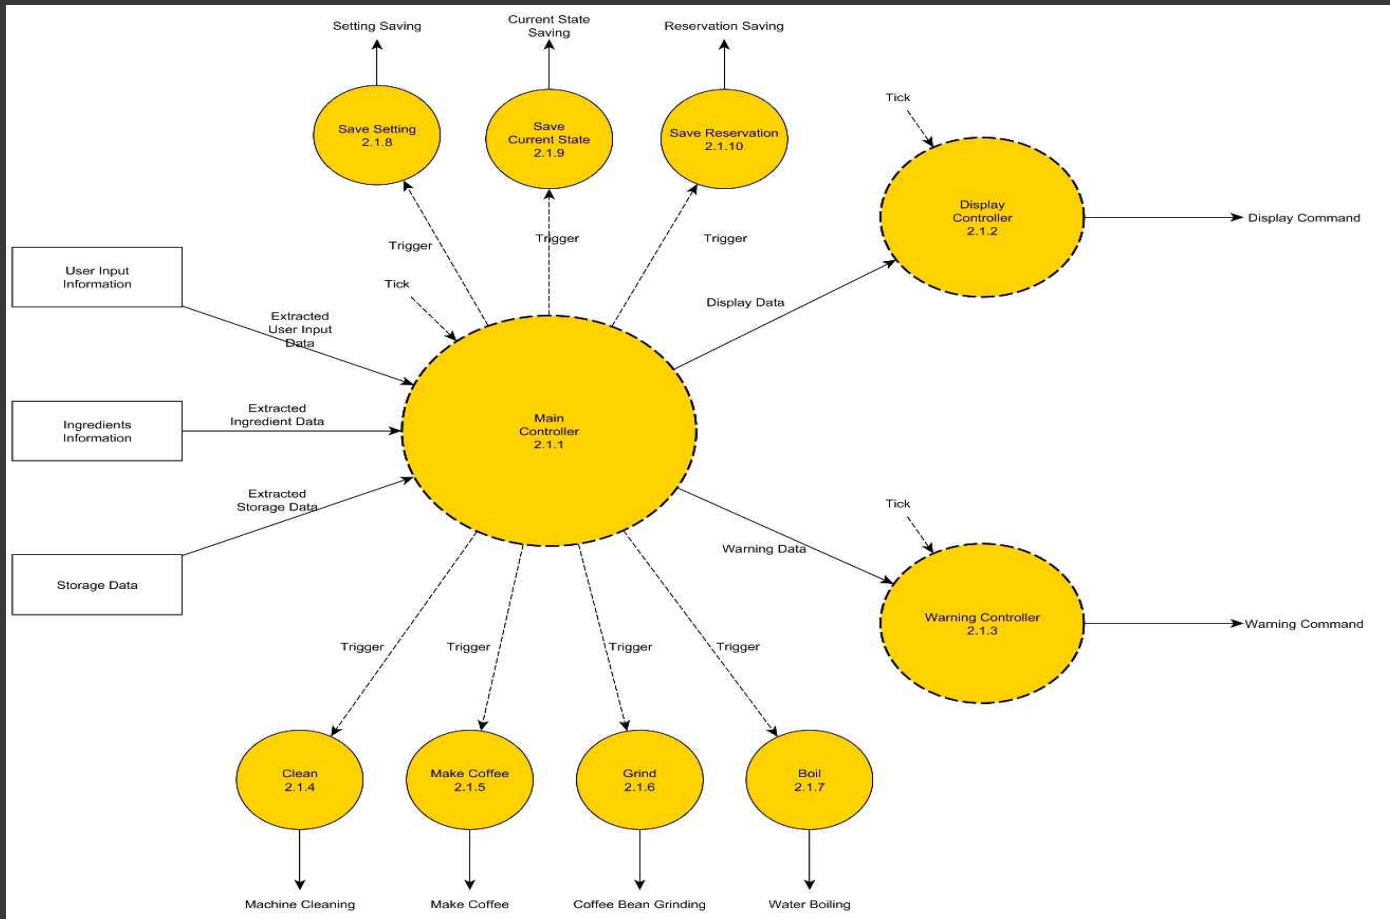 Setting Saving
Current State
Saving
Reservation Saving
Save Setting
2.1.8
Save
Current State
2.1.9
Save Reservation
2.1.10
Tick
Display
Controller
2.1.2
Display Command
Trigger
Trigger
Trigger
User Input
Information
Tick
Display Data
Extracted
User Input
Data
Ingredients
Information
Extracted
Ingredient Data
Main
Controller
2.1.1
Extracted
Storage Data
Storage Data
Tick
Warning Data
Warning Controller
2.1.3
Warning Command
Trigger
Trigger
Trigger
Trigger
Clean
2.1.4
Make Coffee
2.1.5
Grind
2.1.6
Boil
2.1.7
Machine Cleaning
Make Coffee
Coffee Bean Grinding
Water Boiling